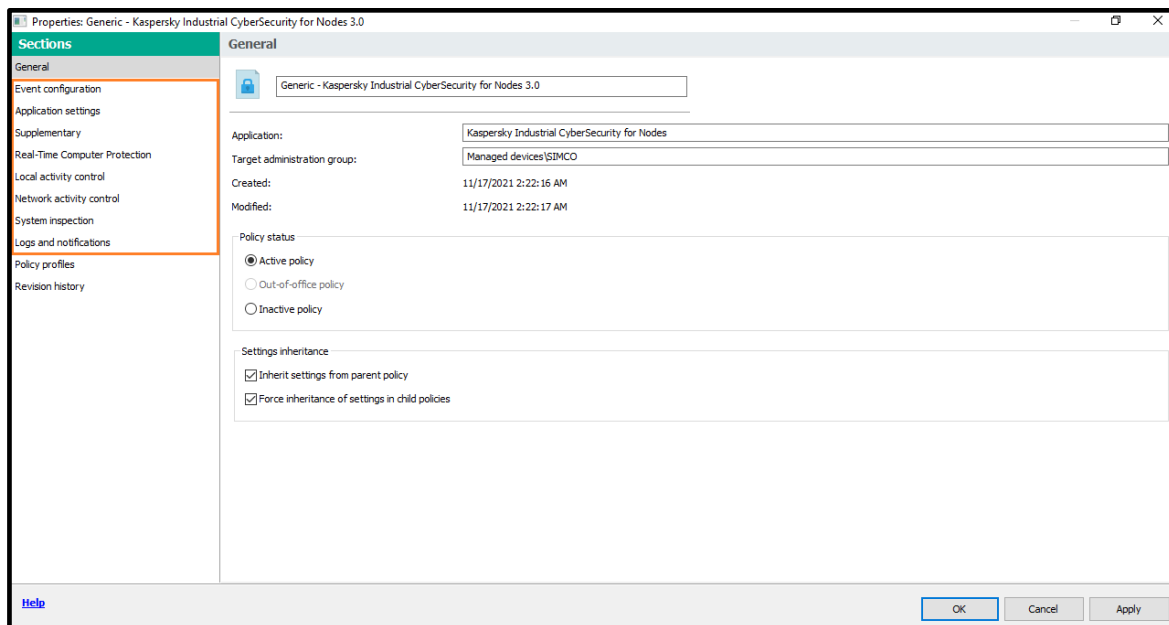 Properties: Generic - Kaspersky Industrial CyberSecurity for Nodes 3.0
Sections
General
Event configuration
Application settings
Supplementary
Real-Time Computer Protection
Local activity control
Network activity control
System inspection
Logs and notifications
Policy profiles
Revision history
General
Generic - Kaspersky Industrial CyberSecurity for Nodes 3.0
Application: Kaspersky Industrial CyberSecurity for Nodes
Target administration group: Managed devices\SIMCO
Created: 11/17/2021 2:22:16 AM
Modified: 11/17/2021 2:22:17 AM
Policy status
Active policy
Out-of-office policy
Inactive policy
Settings inheritance
Inherit settings from parent policy
Force inheritance of settings in child policies
Help
OK Cancel Apply